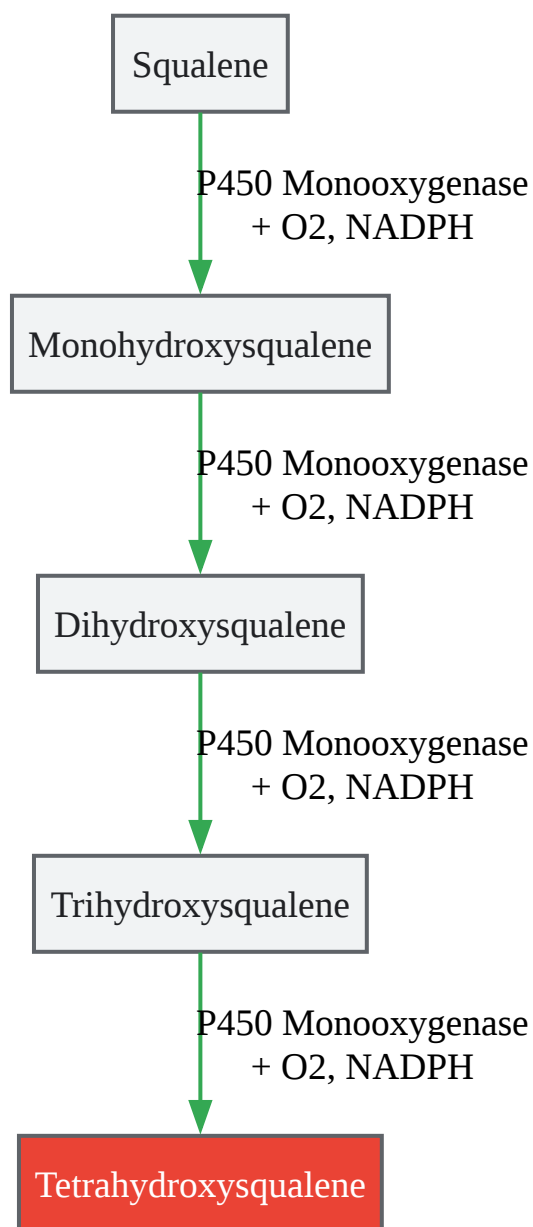 Squalene
P450 Monooxygenase
+ O2, NADPH
Monohydroxysqualene
P450 Monooxygenase
+ O2, NADPH
Dihydroxysqualene
P450 Monooxygenase
+ O2, NADPH
Trihydroxysqualene
P450 Monooxygenase
+ O2, NADPH
Tetrahydroxysqualene